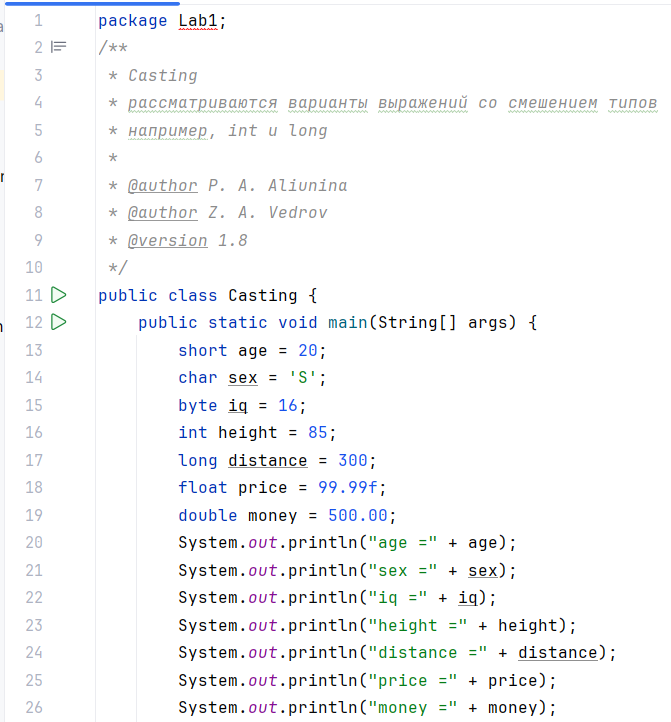 1 package Lab1;
2 /**
3 * Casting
4 * рассматриваются варианты выражений со смешением типов
5 * например, int u long
6 *
7 * @author P. A. Aliunina
8 * @author Z. A. Vedrov
9 * @version 1.8
10 */
11 public class Casting {
12 public static void main(String[] args) {
13 short age = 20;
14 char sex = 'S';
15 byte iq = 16;
16 int height = 85;
17 long distance = 300;
18 float price = 99.99f;
19 double money = 500.00;
20 System.out.println("age =" + age);
21 System.out.println("sex =" + sex);
22 System.out.println("iq =" + iq);
23 System.out.println("height =" + height);
24 System.out.println("distance =" + distance);
25 System.out.println("price =" + price);
26 System.out.println("money =" + money);